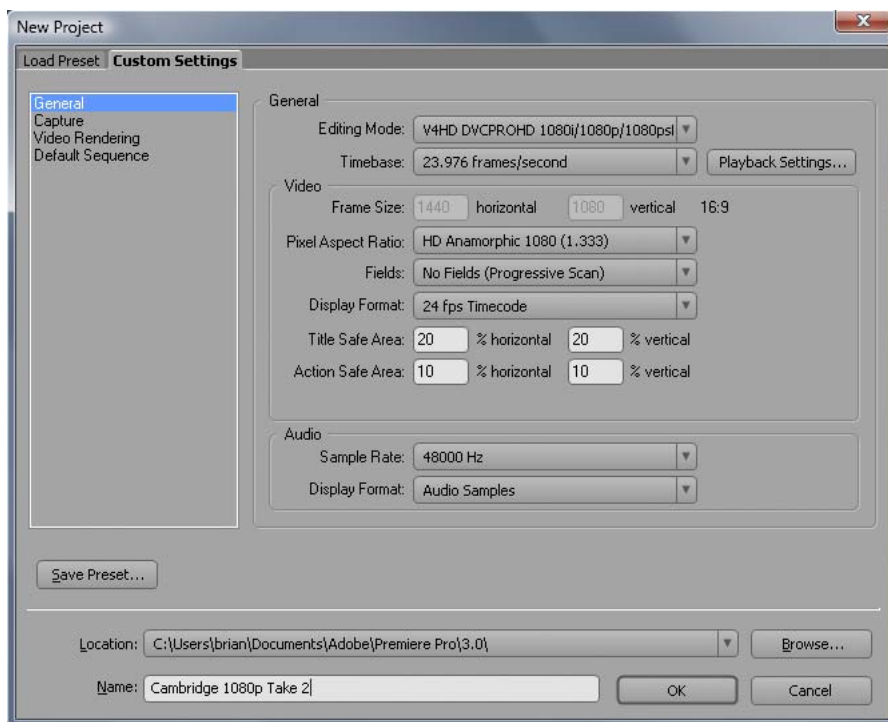 New Project
Load Preset Custom Settings
General
Capture
Video Rendering
Default Sequence
General
Editing Mode: V4HD DVCPROHD 1080i/1080p/1080psl
Timebase: 23.976 frames/second Playback Settings...
Video
Frame Size: 1440 horizontal 1080 vertical 16:9
Pixel Aspect Ratio: HD Anamorphic 1080 (1.333)
Fields: No Fields (Progressive Scan)
Display Format: 24 fps Timecode
Title Safe Area: 20 % horizontal 20 % vertical
Action Safe Area: 10 % horizontal 10 % vertical
Audio
Sample Rate: 48000 Hz
Display Format: Audio Samples
Save Preset...
Location: C:\Users\brian\Documents\Adobe\Premiere Pro\3.0\ Browse...
Name: Cambridge 1080p Take 2 OK Cancel